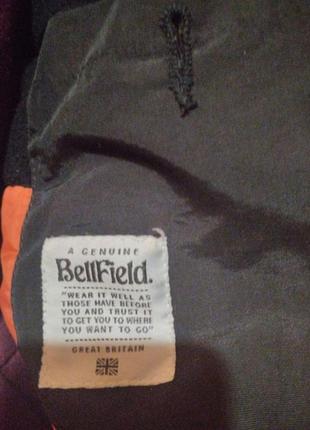 A GENUINE
BellField.
"WEAR IT WELL AS
THOSE HAVE BEFORE
YOU AND TRUST IT
TO GET YOU TO WHERE
YOU WANT TO GO"
GREAT BRITAIN